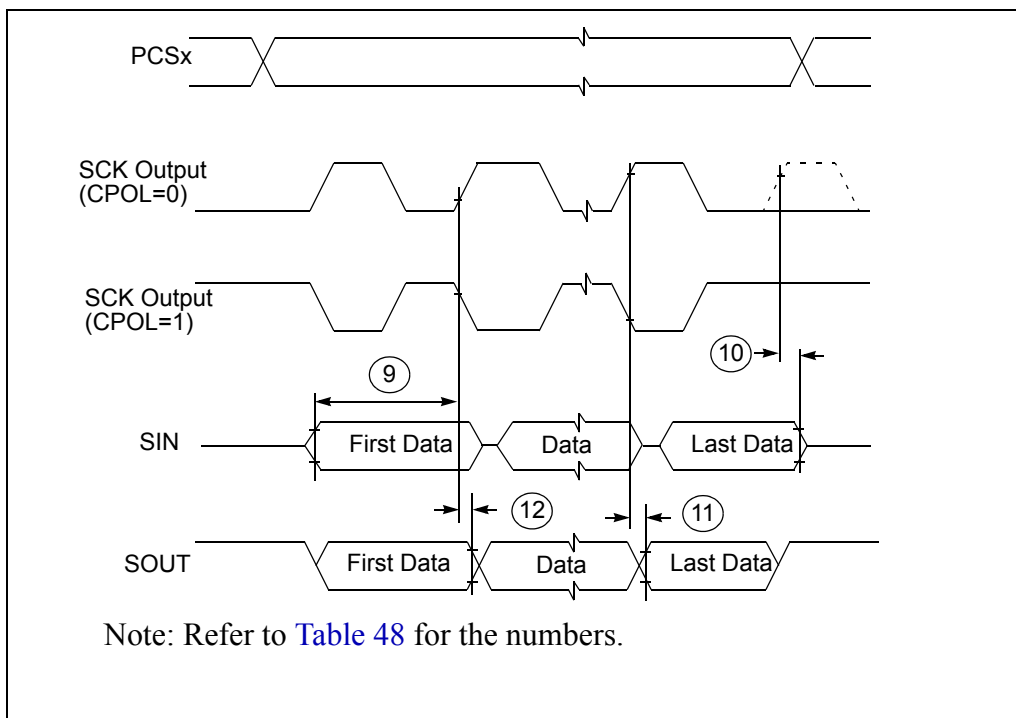 PCSx
SCK Output
(CPOL=0)
SCK Output
(CPOL=1)
10
9
SIN
First Data
Data
Last Data
12
11
SOUT
First Data
Data
Last Data
Note: Refer to Table 48 for the numbers.